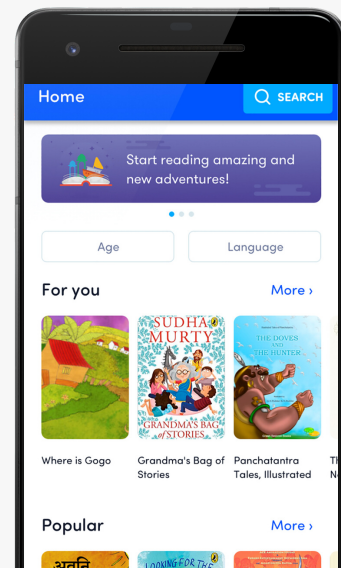 Home
SEARCH
Start reading amazing and
new adventures!
Age
Language
For you
More ›
SUDHA
MURTY
GRANDMA'S BAG
of STORIES
THE DOVES
AND
THE HUNTER
Where is Gogo
Grandma's Bag of
Stories
Panchatantra
Tales, Illustrated
Popular
More ›
अवनि
LOOKING FOR THE